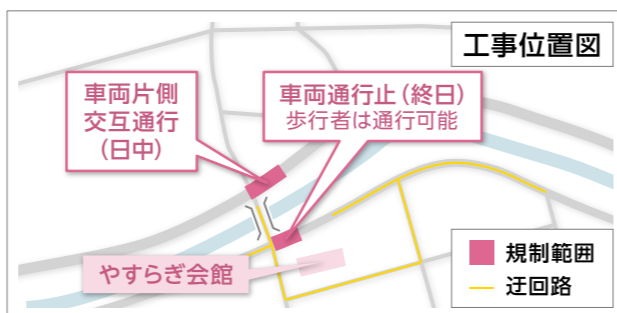 工事位置図
車両片側
交互通行
（日中）
車両通行止（終日）
歩行者は通行可能
やすらぎ会館
規制範囲
迂回路